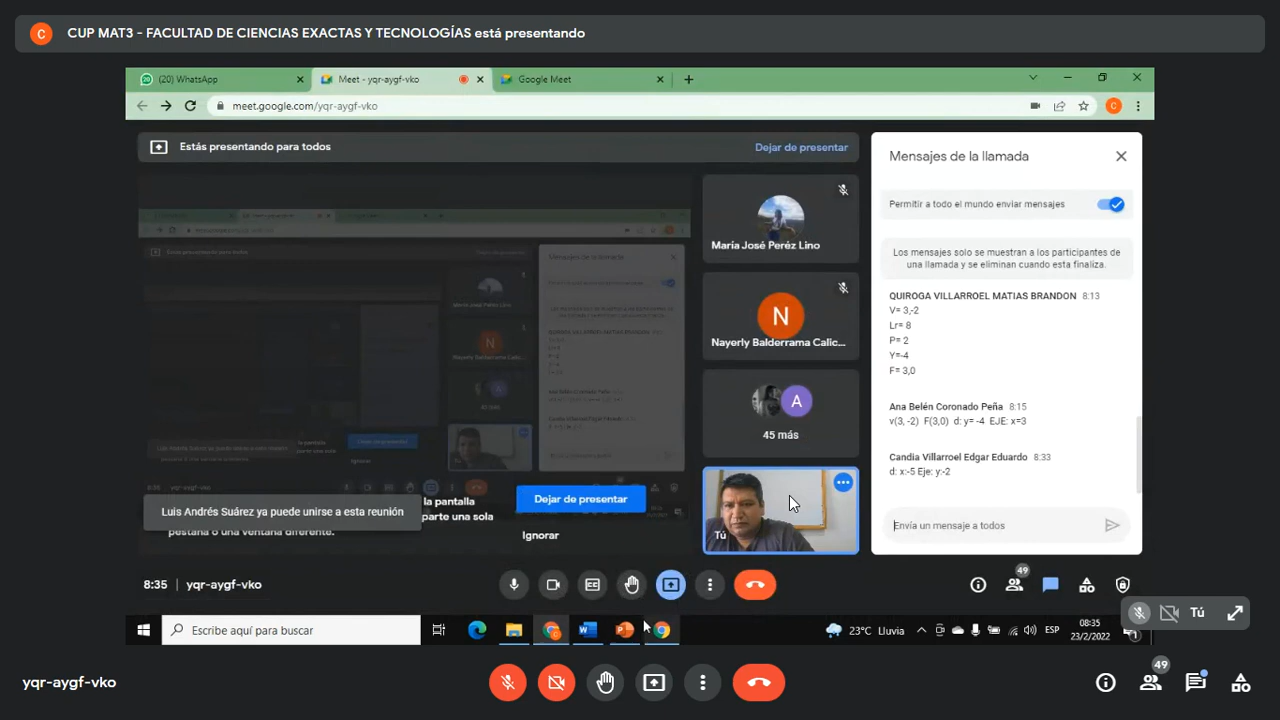 C CUP MAT3 - FACULTAD DE CIENCIAS EXACTAS Y TECNOLOGÍAS está presentando
(20) WhatsApp
Meet - yqr-aygf-vko
Google Meet
meet.google.com/yqr-aygf-vko
C
Estás presentando para todos
Dejar de presentar
María José Peréz Lino
N
Nayerly Balderrama Calic...
A
45 más
Tú
Mensajes de la llamada
Permitir a todo el mundo enviar mensajes
Los mensajes solo se muestran a los participantes de
una llamada y se eliminan cuando esta finaliza.
QUIROGA VILLARROEL MATIAS BRANDON 8:13
V= 3,-2
Lr= 8
P= 2
Y=-4
F= 3,0
Ana Belén Coronado Peña 8:15
v(3, -2) F(3,0) d: y= -4 EJE: x=3
Candia Villarroel Edgar Eduardo 8:33
d: x:-5 Eje: y:-2
Envía un mensaje a todos
la pantalla
parte una sola
pestaña o una ventana diferente.
Luis Andrés Suárez ya puede unirse a esta reunión
Dejar de presentar
Ignorar
8:35 yqr-aygf-vko
49
Escribe aquí para buscar
23°C Lluvia
ESP
08:35
23/2/2022
1
Tú
yqr-aygf-vko
49